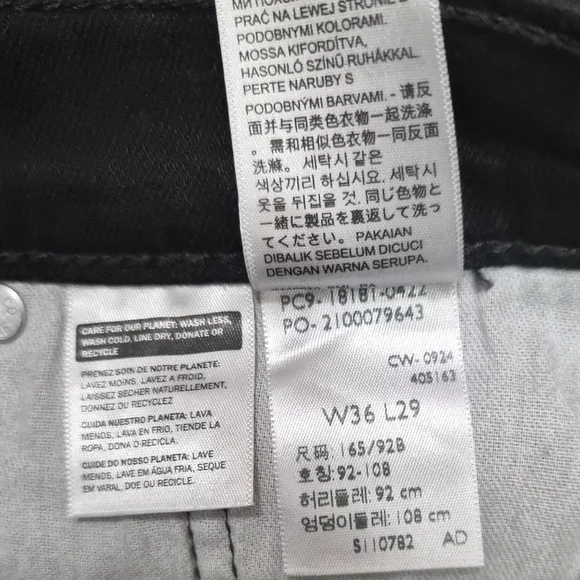 PRAĆ NA LEWEJ STRONIE Z
PODOBNYMI KOLORAMI.
MOSSA KIFORDÍTVA,
HASONLÓ SZÍNŰ RUHÁKKAL.
PERTE NARUBY S
PODOBNÝMI BARVAMI. - 请反
面并与同类色衣物一起洗涤
。需和相似色衣物一同反面
洗滌。세탁시 같은
색상끼리 하십시요. 세탁시
옷을 뒤집을 것. 同じ色物と
一緒に製品を裏返して洗っ
てください。PAKAIAN
DIBALIK SEBELUM DICUCI
DENGAN WARNA SERUPA.
CARE FOR OUR PLANET: WASH LESS,
WASH COLD, LINE DRY, DONATE OR
RECYCLE
PRENEZ SOIN DE NOTRE PLANÈTE:
LAVEZ MOINS, LAVEZ A FROID,
LAISSEZ SÉCHER NATURELLEMENT,
DONNEZ OU RECYCLEZ
CUIDA NUESTRO PLANETA: LAVA
MENOS, LAVA EN FRIO, TIENDE LA
ROPA, DONA O RECICLA.
CUIDE DO NOSSO PLANETA: LAVE
MENOS, LAVE EM ÁGUA FRIA, SEQUE
EM VARAL, DOE OU RECICLE.
PC9- 18181-0422
PO- 2100079643
CW- 0924
405163
W36 L29
尺码: 165/92B
호칭: 92-108
허리둘레: 92 cm
엉덩이둘레: 108 cm
S110782 AD